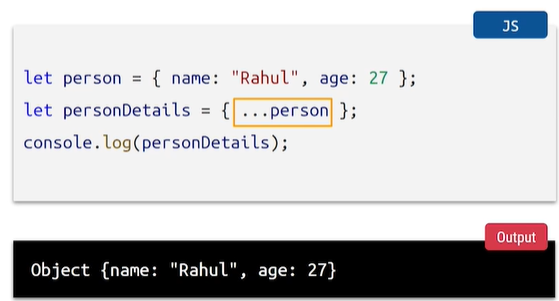 JS
let person = { name: "Rahul", age: 27 };
let personDetails = { ...person };
console.log(personDetails);
Output
Object {name: "Rahul", age: 27}